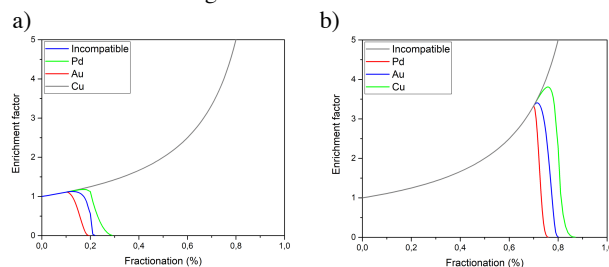 a)
b)
Enrichment factor
5
4
3
2
1
0
Incompatible
Pd
Au
Cu
0,0 0,2 0,4 0,6 0,8 1,0
Fractionation (%)
Enrichment factor
5
4
3
2
1
0
Incompatible
Pd
Au
Cu
0,0 0,2 0,4 0,6 0,8 1,0
Fractionation (%)